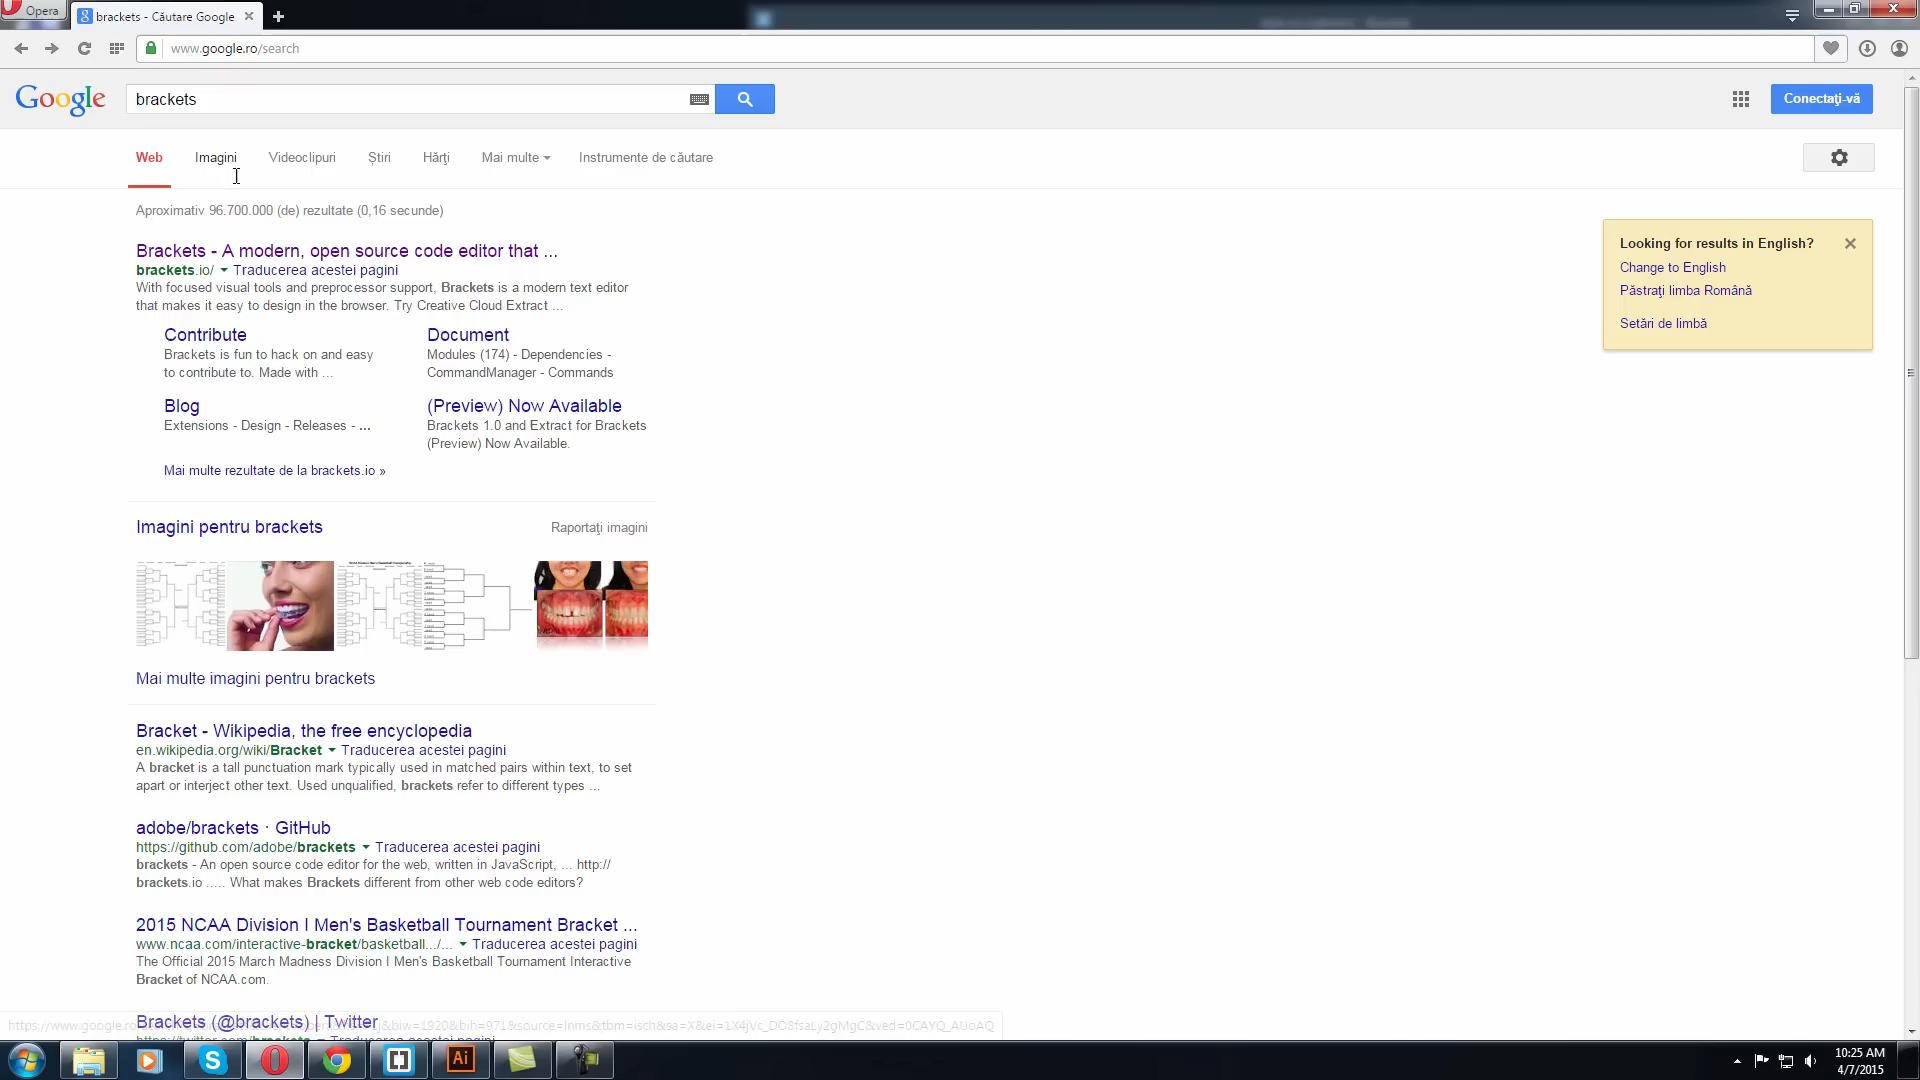 Opera
brackets - Căutare Google
www.google.ro/search
Google
brackets
Conectaţi-vă
Web
Imagini
Videoclipuri
Știri
Hărţi
Mai multe
Instrumente de căutare
Aproximativ 96.700.000 (de) rezultate (0,16 secunde)
Looking for results in English?
Change to English
Păstraţi limba Română
Setări de limbă
Brackets - A modern, open source code editor that ...
brackets.io/ Traducerea acestei pagini
With focused visual tools and preprocessor support, Brackets is a modern text editor
that makes it easy to design in the browser. Try Creative Cloud Extract ...
Contribute
Brackets is fun to hack on and easy
to contribute to. Made with ...
Document
Modules (174) - Dependencies -
CommandManager - Commands
Blog
Extensions - Design - Releases - ...
(Preview) Now Available
Brackets 1.0 and Extract for Brackets
(Preview) Now Available.
Mai multe rezultate de la brackets.io »
Imagini pentru brackets
Raportaţi imagini
Mai multe imagini pentru brackets
Bracket - Wikipedia, the free encyclopedia
en.wikipedia.org/wiki/Bracket Traducerea acestei pagini
A bracket is a tall punctuation mark typically used in matched pairs within text, to set
apart or interject other text. Used unqualified, brackets refer to different types ...
adobe/brackets · GitHub
https://github.com/adobe/brackets Traducerea acestei pagini
brackets - An open source code editor for the web, written in JavaScript, ... http://
brackets.io ..... What makes Brackets different from other web code editors?
2015 NCAA Division I Men's Basketball Tournament Bracket ...
www.ncaa.com/interactive-bracket/basketball.../... Traducerea acestei pagini
The Official 2015 March Madness Division I Men's Basketball Tournament Interactive
Bracket of NCAA.com.
Brackets (@brackets) | Twitter
Ai
10:25 AM
4/7/2015